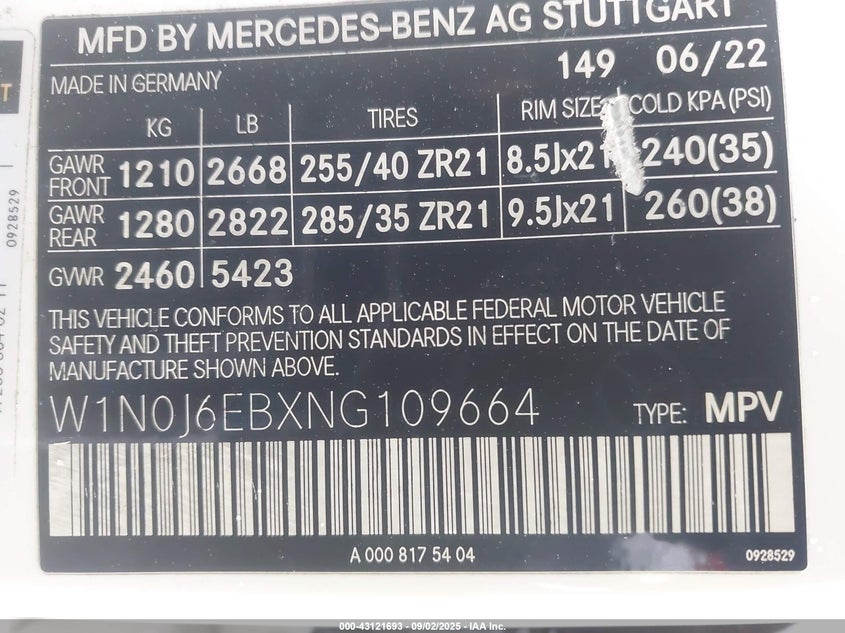 MFD BY MERCEDES-BENZ AG STUTTGART
MADE IN GERMANY 149 06/22
KG LB TIRES RIM SIZE COLD KPA (PSI)
GAWR FRONT 1210 2668 255/40 ZR21 8.5Jx21 240(35)
GAWR REAR 1280 2822 285/35 ZR21 9.5Jx21 260(38)
GVWR 2460 5423
THIS VEHICLE CONFORMS TO ALL APPLICABLE FEDERAL MOTOR VEHICLE
SAFETY AND THEFT PREVENTION STANDARDS IN EFFECT ON THE DATE OF
MANUFACTURE SHOWN ABOVE.
W1N0J6EBXNG109664 TYPE: MPV
A 000 817 54 04 0928529
0928529
000-43121693 - 09/02/2025 - IAA Inc.